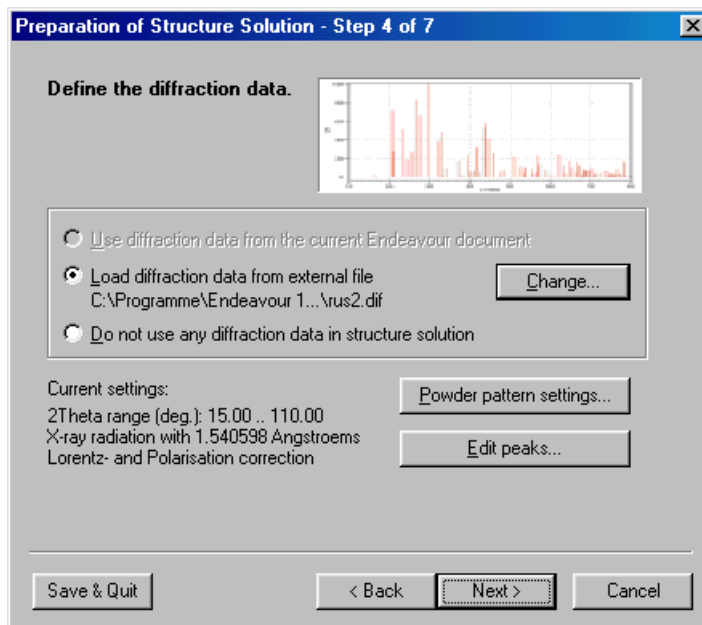 Preparation of Structure Solution - Step 4 of 7
Define the diffraction data.
Use diffraction data from the current Endeavour document
Load diffraction data from external file
C:\Programme\Endeavour 1...\rus2.dif
Change...
Do not use any diffraction data in structure solution
Current settings:
2Theta range (deg.): 15.00 .. 110.00
X-ray radiation with 1.540598 Angstroems
Lorentz- and Polarisation correction
Powder pattern settings...
Edit peaks...
Save & Quit
< Back
Next >
Cancel